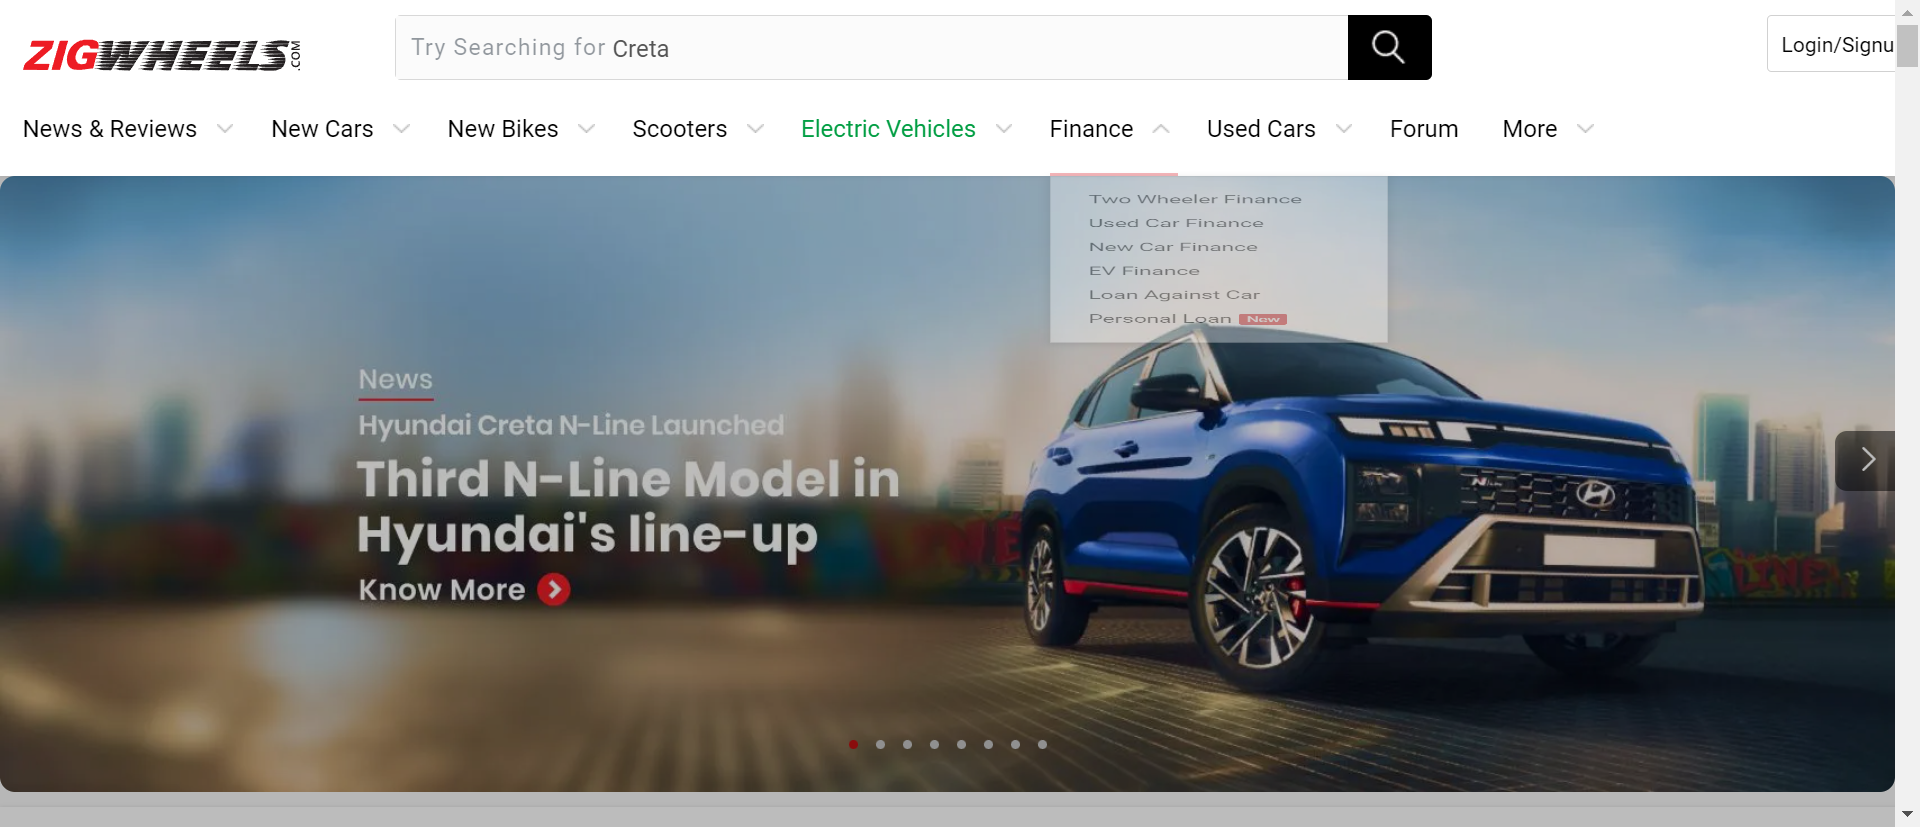 ZIGWHEELS.COM
Try Searching for Creta
Login/Signu
News & Reviews New Cars New Bikes Scooters Electric Vehicles Finance Used Cars Forum More
Two Wheeler Finance
Used Car Finance
New Car Finance
EV Finance
Loan Against Car
Personal Loan New
News
Hyundai Creta N-Line Launched
Third N-Line Model in
Hyundai's line-up
Know More